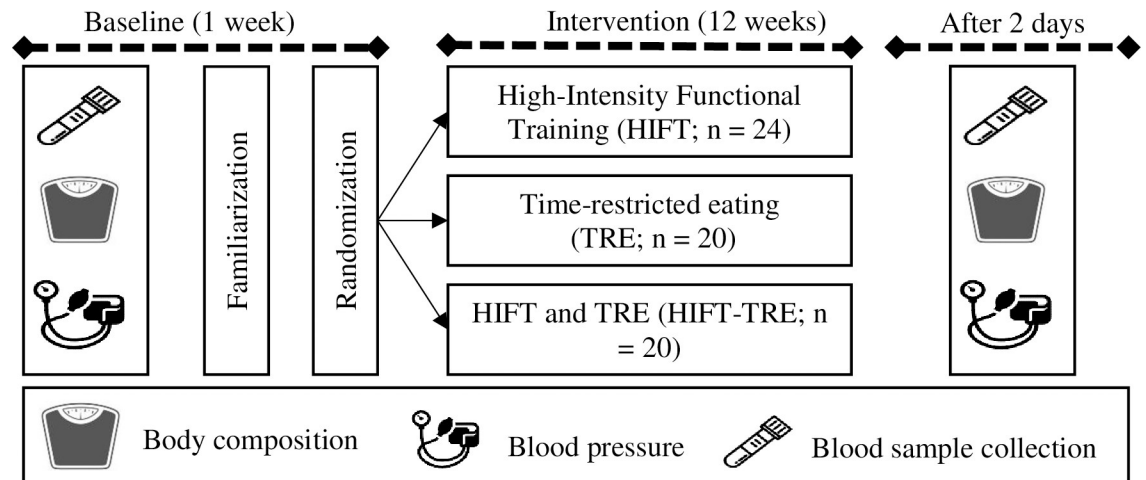 Baseline (1 week)
Intervention (12 weeks)
After 2 days
Familiarization
Randomization
High-Intensity Functional
Training (HIFT; n = 24)
Time-restricted eating
(TRE; n = 20)
HIFT and TRE (HIFT-TRE; n
= 20)
Body composition
Blood pressure
Blood sample collection